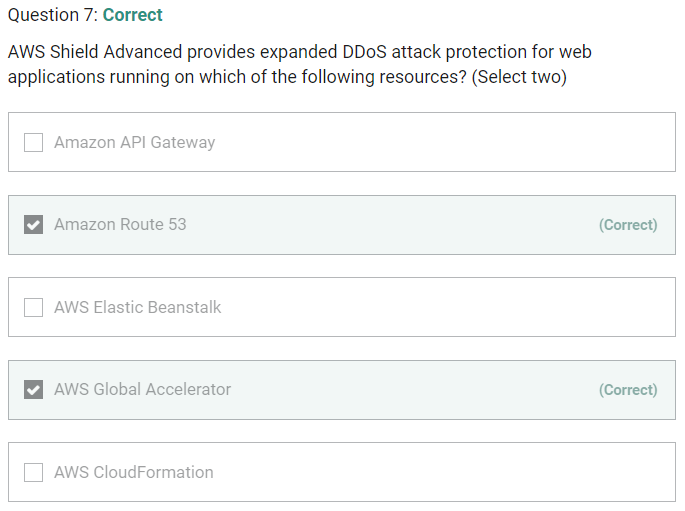 Question 7: Correct
AWS Shield Advanced provides expanded DDoS attack protection for web
applications running on which of the following resources? (Select two)
Amazon API Gateway
Amazon Route 53 (Correct)
AWS Elastic Beanstalk
AWS Global Accelerator (Correct)
AWS CloudFormation